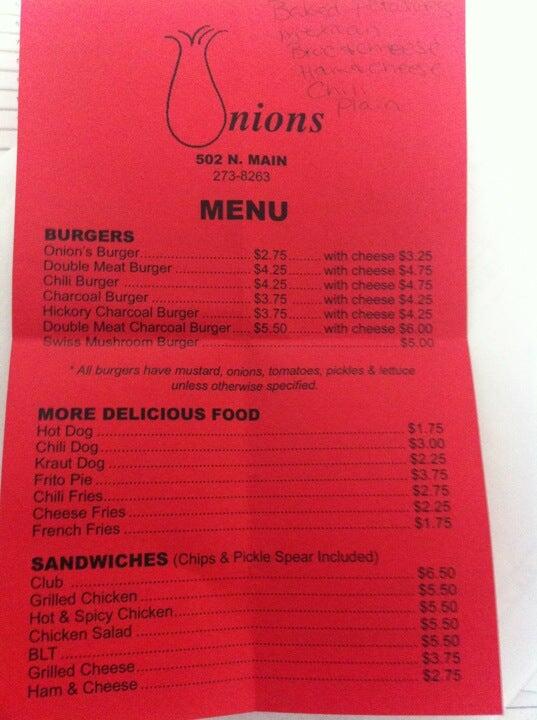 Baked potatoes
Mexican
Broc & cheese
Ham & cheese
Chili
Plain
Onions
502 N. MAIN
273-8263
MENU
BURGERS
Onion's Burger.......... $2.75......... with cheese $3.25
Double Meat Burger .......... $4.25......... with cheese $4.75
Chili Burger .......... $4.25......... with cheese $4.75
Charcoal Burger .......... $3.75......... with cheese $4.25
Hickory Charcoal Burger ....... $3.75......... with cheese $4.25
Double Meat Charcoal Burger..... $5.50......... with cheese $6.00
Swiss Mushroom Burger.......... $5.00
* All burgers have mustard, onions, tomatoes, pickles & lettuce
unless otherwise specified.
MORE DELICIOUS FOOD
Hot Dog .......... $1.75
Chili Dog.......... $3.00
Kraut Dog .......... $2.25
Frito Pie .......... $3.75
Chili Fries.......... $2.75
Cheese Fries .......... $2.25
French Fries .......... $1.75
SANDWICHES (Chips & Pickle Spear Included)
Club .......... $6.50
Grilled Chicken .......... $5.50
Hot & Spicy Chicken.......... $5.50
Chicken Salad .......... $5.50
BLT .......... $5.50
Grilled Cheese.......... $3.75
Ham & Cheese.......... $2.75